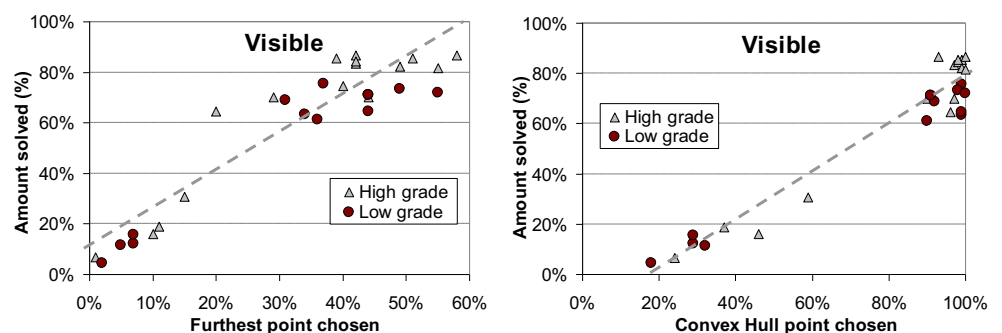 100%
80%
60%
40%
20%
0%
Amount solved (%)
Visible
High grade
Low grade
0% 10% 20% 30% 40% 50% 60%
Furthest point chosen
100%
80%
60%
40%
20%
0%
Amount solved (%)
Visible
High grade
Low grade
0% 20% 40% 60% 80% 100%
Convex Hull point chosen